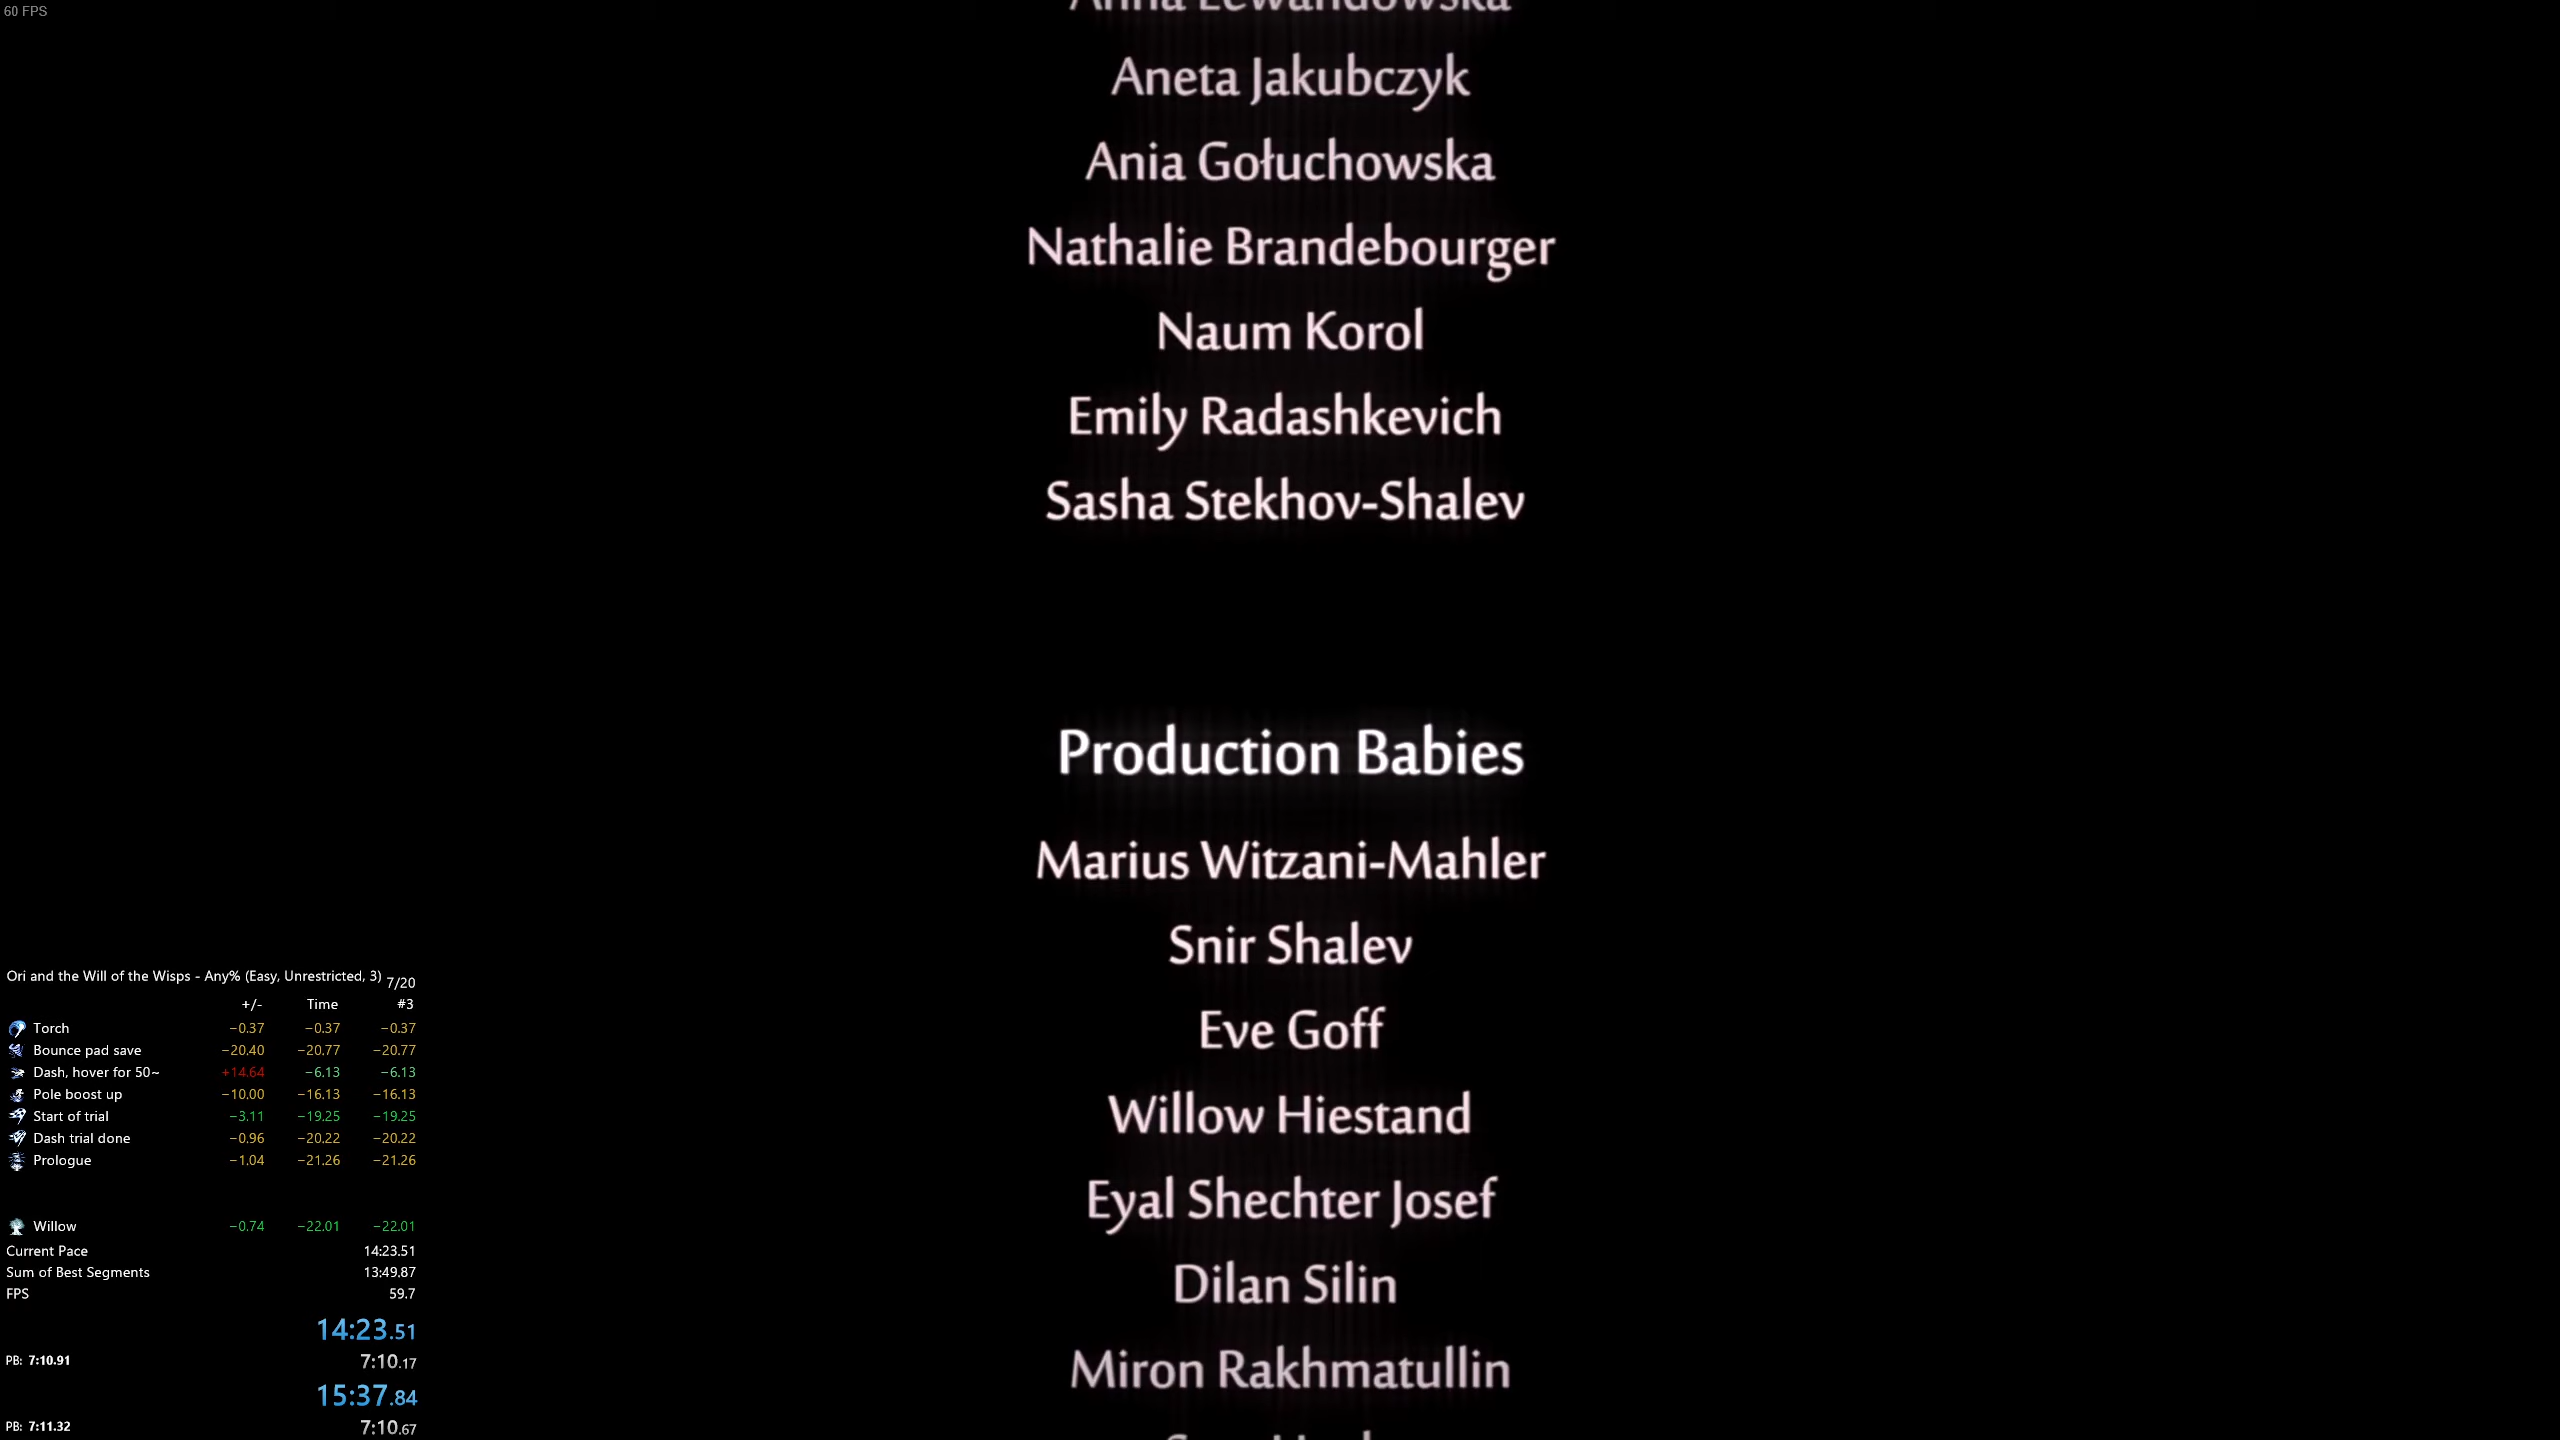 60 FPS
Anna Lewandowska
Aneta Jakubczyk
Ania Gołuchowska
Nathalie Brandebourger
Naum Korol
Emily Radashkevich
Sasha Stekhov-Shalev
Production Babies
Marius Witzani-Mahler
Snir Shalev
Eve Goff
Willow Hiestand
Eyal Shechter Josef
Dilan Silin
Miron Rakhmatullin
Ori and the Will of the Wisps - Any% (Easy, Unrestricted, 3) 7/20
+/- Time #3
Torch −0.37 −0.37 −0.37
Bounce pad save −20.40 −20.77 −20.77
Dash, hover for 50~ +14.64 −6.13 −6.13
Pole boost up −10.00 −16.13 −16.13
Start of trial −3.11 −19.25 −19.25
Dash trial done −0.96 −20.22 −20.22
Prologue −1.04 −21.26 −21.26
Willow −0.74 −22.01 −22.01
Current Pace 14:23.51
Sum of Best Segments 13:49.87
FPS 59.7
14:23.51
PB: 7:10.91 7:10.17
15:37.84
PB: 7:11.32 7:10.67